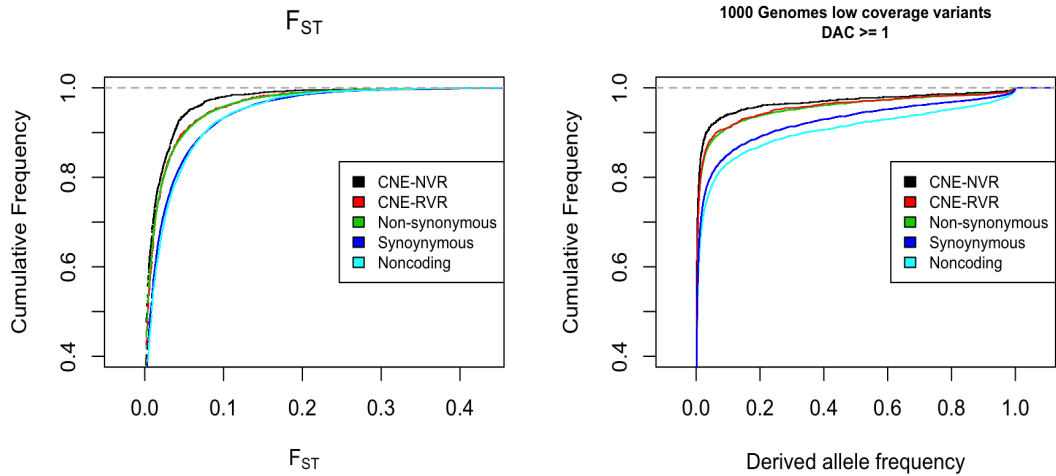 F_ST
Cumulative Frequency
1.0
0.8
0.6
0.4
CNE-NVR
CNE-RVR
Non-synonymous
Synoynymous
Noncoding
0.0 0.1 0.2 0.3 0.4
F_ST
1000 Genomes low coverage variants
DAC >= 1
Cumulative Frequency
1.0
0.8
0.6
0.4
CNE-NVR
CNE-RVR
Non-synonymous
Synoynymous
Noncoding
0.0 0.2 0.4 0.6 0.8 1.0
Derived allele frequency